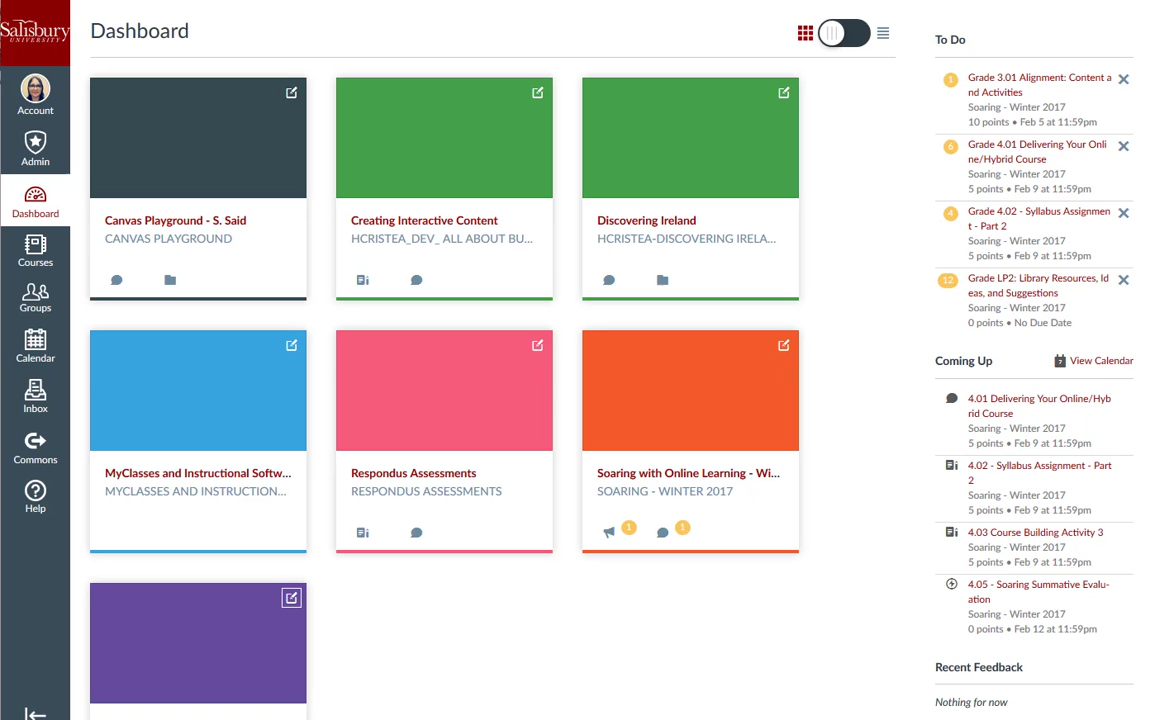 Salisbury
UNIVERSITY
Account
Admin
Dashboard
Courses
Groups
Calendar
Inbox
Commons
Help
Dashboard
Canvas Playground - S. Said
CANVAS PLAYGROUND
Creating Interactive Content
HCRISTEA_DEV_ ALL ABOUT BU...
Discovering Ireland
HCRISTEA-DISCOVERING IRELA...
MyClasses and Instructional Softw...
MYCLASSES AND INSTRUCTION...
Respondus Assessments
RESPONDUS ASSESSMENTS
Soaring with Online Learning - Wi...
SOARING - WINTER 2017
1
1
To Do
1
Grade 3.01 Alignment: Content a
nd Activities
Soaring - Winter 2017
10 points • Feb 5 at 11:59pm
6
Grade 4.01 Delivering Your Onli
ne/Hybrid Course
Soaring - Winter 2017
5 points • Feb 9 at 11:59pm
4
Grade 4.02 - Syllabus Assignmen
t - Part 2
Soaring - Winter 2017
5 points • Feb 9 at 11:59pm
12
Grade LP2: Library Resources, Id
eas, and Suggestions
Soaring - Winter 2017
0 points • No Due Date
Coming Up
View Calendar
4.01 Delivering Your Online/Hyb
rid Course
Soaring - Winter 2017
5 points • Feb 9 at 11:59pm
4.02 - Syllabus Assignment - Part
2
Soaring - Winter 2017
5 points • Feb 9 at 11:59pm
4.03 Course Building Activity 3
Soaring - Winter 2017
5 points • Feb 9 at 11:59pm
4.05 - Soaring Summative Evalu-
ation
Soaring - Winter 2017
0 points • Feb 12 at 11:59pm
Recent Feedback
Nothing for now